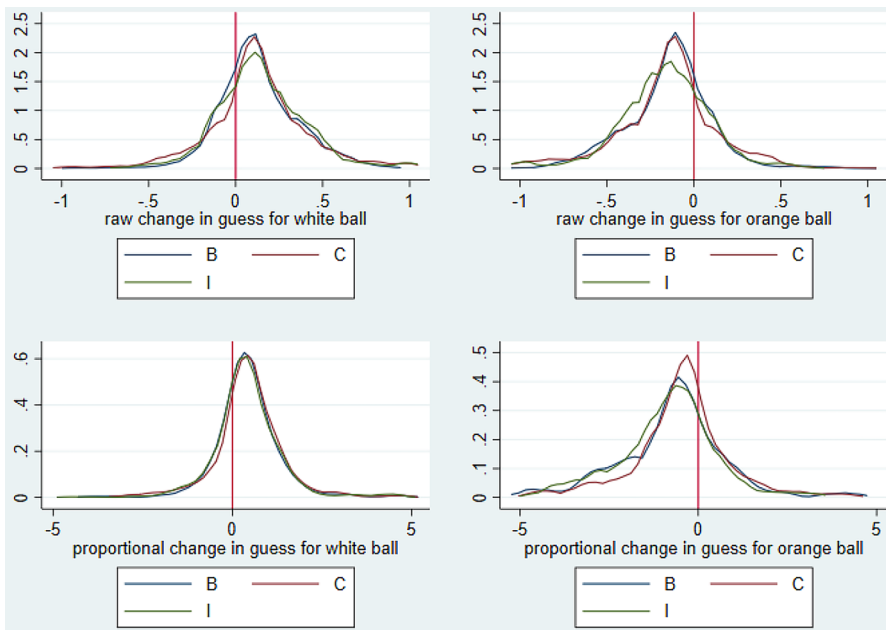 0 .5 1 1.5 2 2.5
-1 -.5 0 .5 1
raw change in guess for white ball
B C
I
0 .5 1 1.5 2 2.5
-1 -.5 0 .5 1
raw change in guess for orange ball
B C
I
0 .2 .4 .6
-5 0 5
proportional change in guess for white ball
B C
I
0 .1 .2 .3 .4 .5
-5 0 5
proportional change in guess for orange ball
B C
I